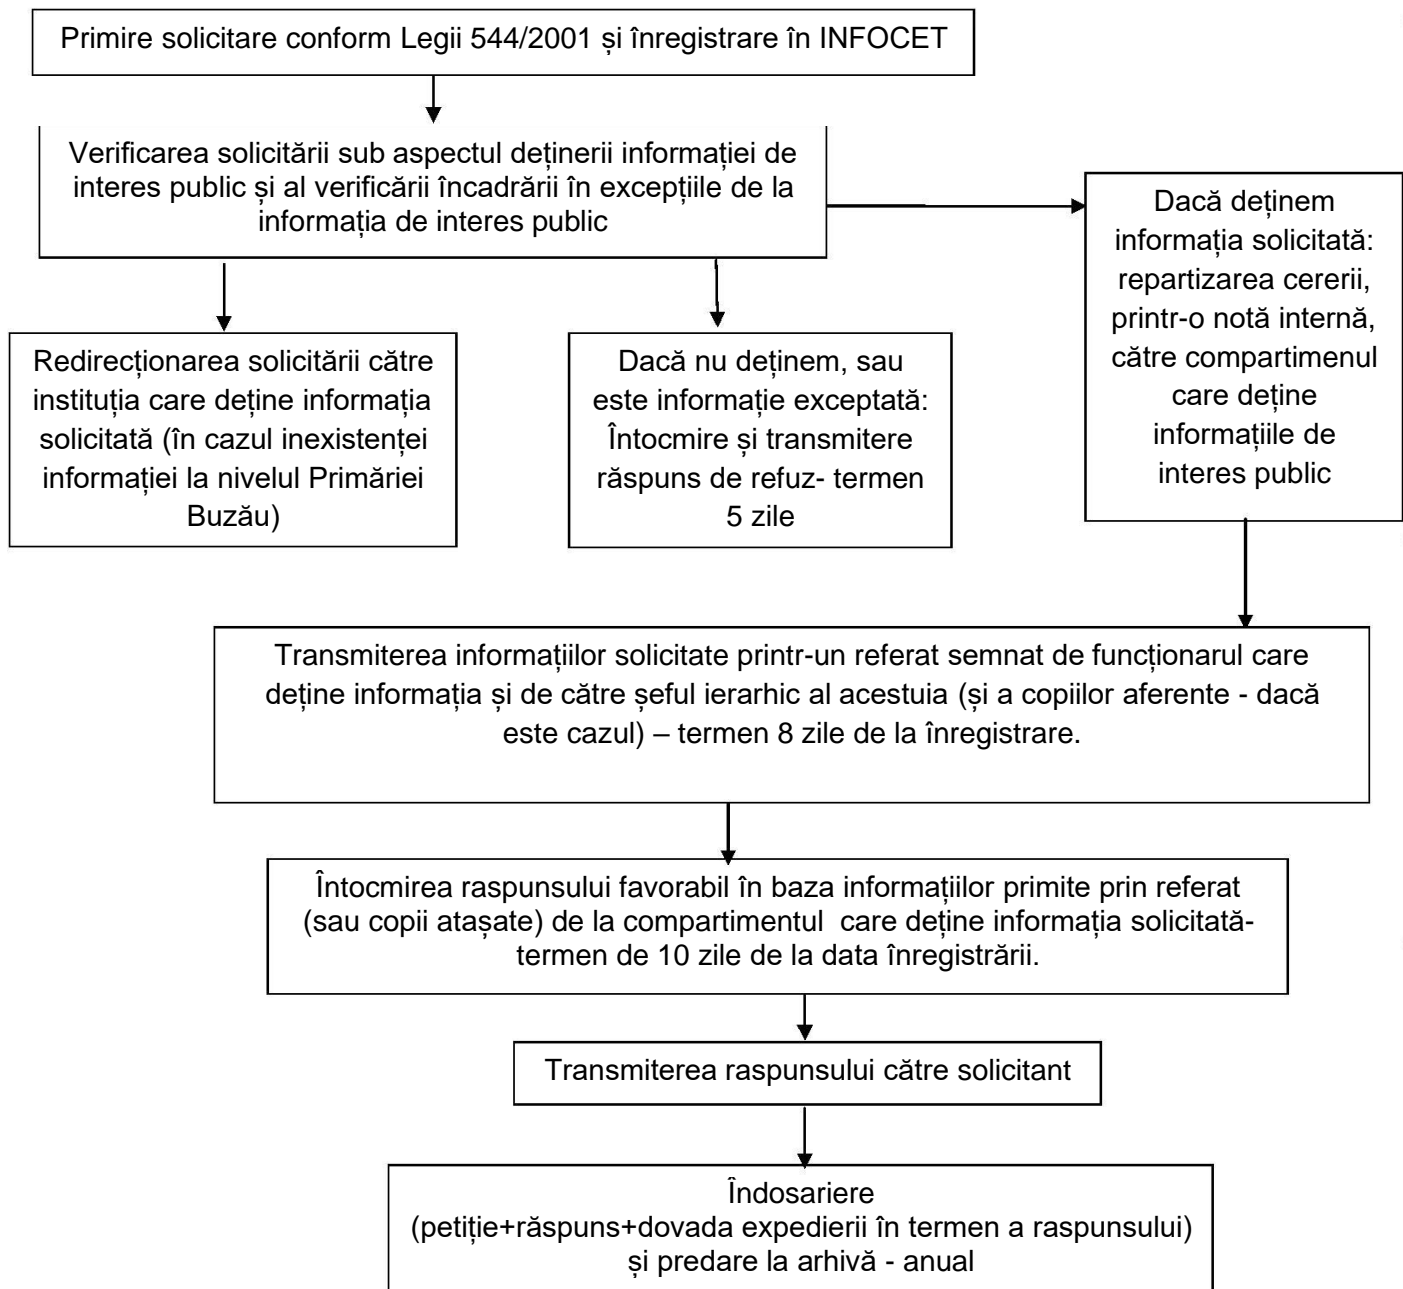 Primire solicitare conform Legii 544/2001 și înregistrare în INFOCET
Verificarea solicitării sub aspectul deținerii informației de
interes public și al verificării încadrării în excepțiile de la
informația de interes public
Dacă deținem
informația solicitată:
repartizarea cererii,
printr-o notă internă,
către compartimenul
care deține
informațiile de
interes public
Redirecționarea solicitării către
instituția care deține informația
solicitată (în cazul inexistenței
informației la nivelul Primăriei
Buzău)
Dacă nu deținem, sau
este informație exceptată:
Întocmire și transmitere
răspuns de refuz- termen
5 zile
Transmiterea informațiilor solicitate printr-un referat semnat de funcționarul care
deține informația și de către șeful ierarhic al acestuia (și a copiilor aferente - dacă
este cazul) – termen 8 zile de la înregistrare.
Întocmirea raspunsului favorabil în baza informațiilor primite prin referat
(sau copii atașate) de la compartimentul  care deține informația solicitată-
termen de 10 zile de la data înregistrării.
Transmiterea raspunsului către solicitant
Îndosariere
(petiție+răspuns+dovada expedierii în termen a raspunsului)
și predare la arhivă - anual